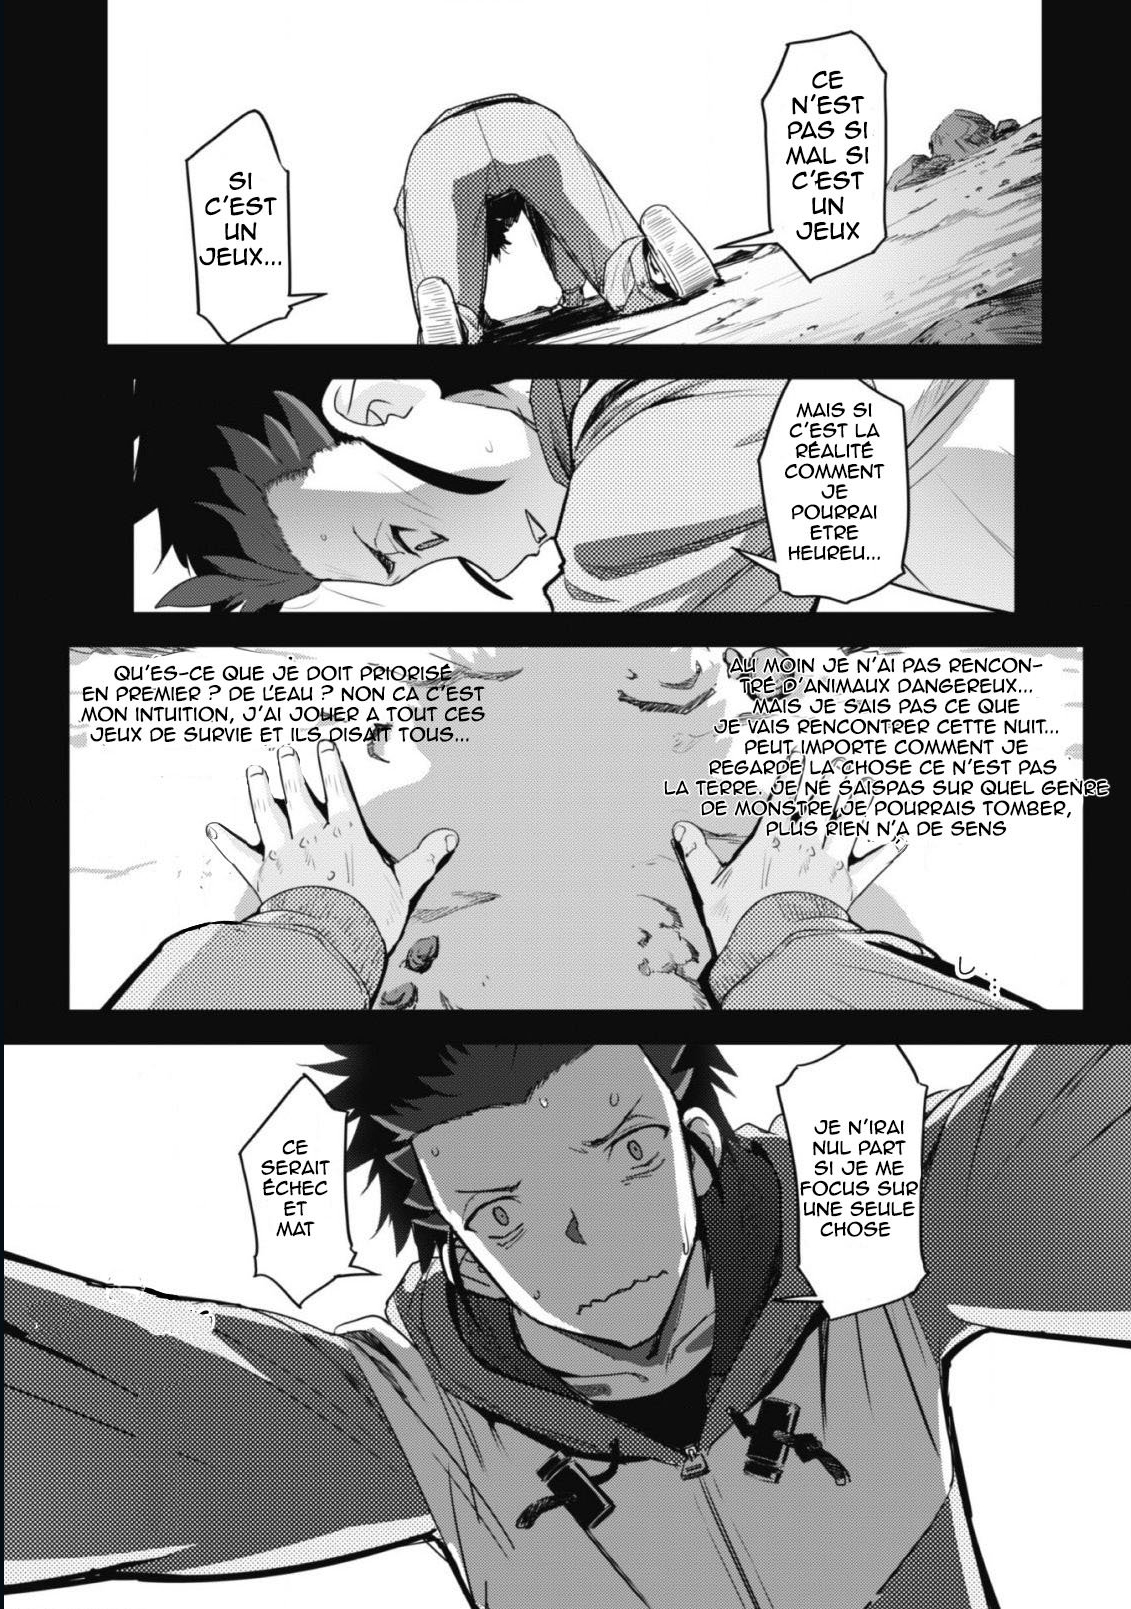 CE
N'EST
PAS SI
MAL SI
C'EST
UN
JEUX
SI
C'EST
UN
JEUX...
MAIS SI
C'EST LA
RÉALITÉ
COMMENT
JE
POURRAI
ETRE
HEUREU...
AU MOIN JE N'AI PAS RENCON-
TRÉ D'ANIMAUX DANGEREUX...
MAIS JE SAIS PAS CE QUE
JE VAIS RENCONTRER CETTE NUIT...
PEUT IMPORTE COMMENT JE
REGARDE LA CHOSE CE N'EST PAS
LA TERRE. JE NE SAISPAS SUR QUEL GENRE
DE MONSTRE JE POURRAIS TOMBER,
PLUS RIEN N'A DE SENS
QU'ES-CE QUE JE DOIT PRIORISÉ
EN PREMIER ? DE L'EAU ? NON CA C'EST
MON INTUITION, J'AI JOUER A TOUT CES
JEUX DE SURVIE ET ILS DISAIT TOUS...
JE N'IRAI
NUL PART
SI JE ME
FOCUS SUR
UNE SEULE
CHOSE
CE
SERAIT
ÉCHEC
ET
MAT